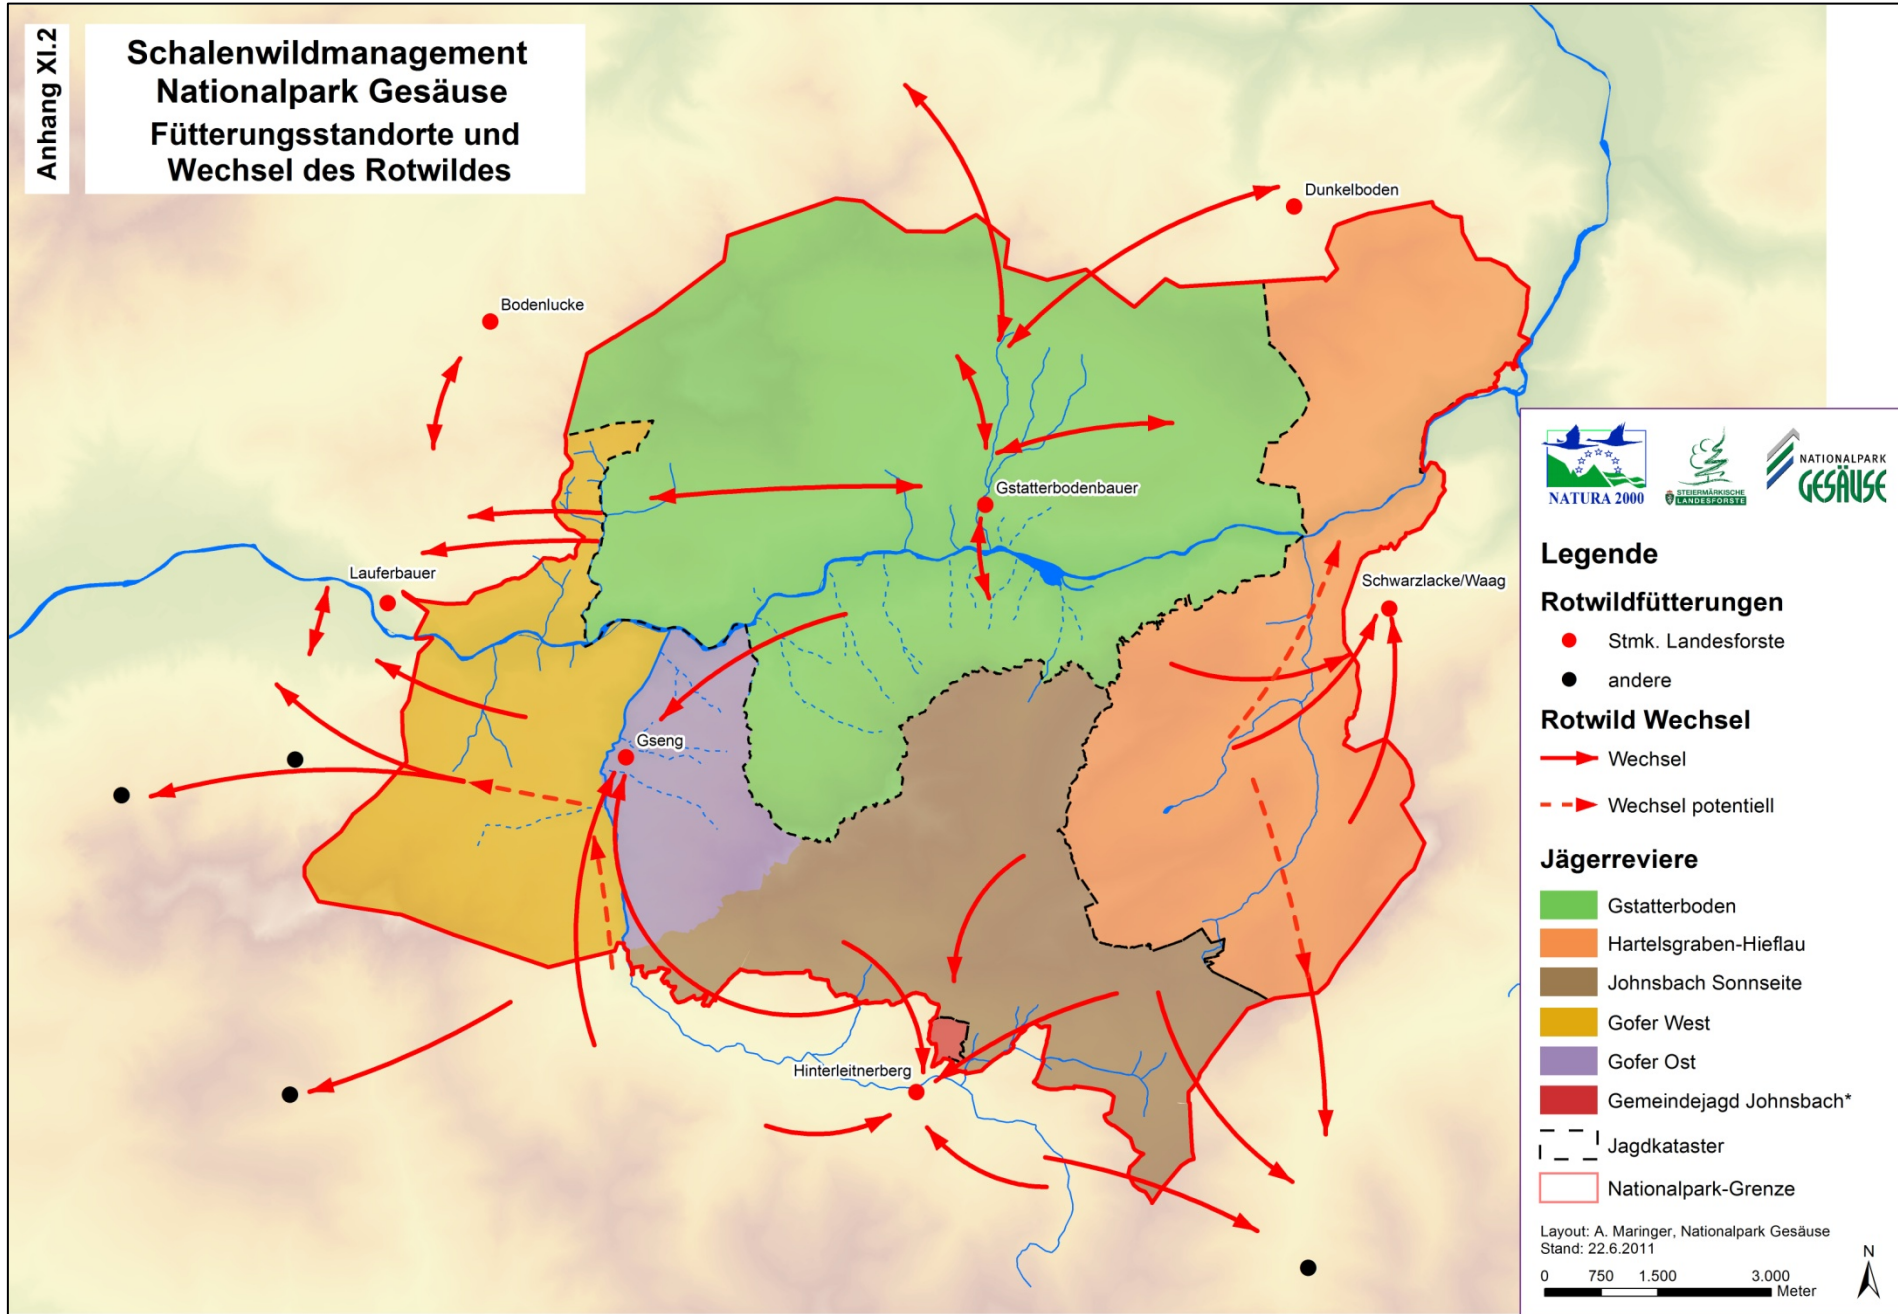 Anhang XI.2
Schalenwildmanagement
Nationalpark Gesäuse
Fütterungsstandorte und
Wechsel des Rotwildes
Dunkelboden
Bodenlucke
Gstatterbodenbauer
Lauferbauer
Schwarzlacke/Waag
Gseng
Hinterleitnerberg
NATURA 2000
STEIERMÄRKISCHE
LANDESFORSTE
NATIONALPARK
GESÄUSE
Legende
Rotwildfütterungen
Stmk. Landesforste
andere
Rotwild Wechsel
Wechsel
Wechsel potentiell
Jägerreviere
Gstatterboden
Hartelsgraben-Hieflau
Johnsbach Sonnseite
Gofer West
Gofer Ost
Gemeindejagd Johnsbach*
Jagdkataster
Nationalpark-Grenze
Layout: A. Maringer, Nationalpark Gesäuse
Stand: 22.6.2011
N
0 750 1.500 3.000
Meter